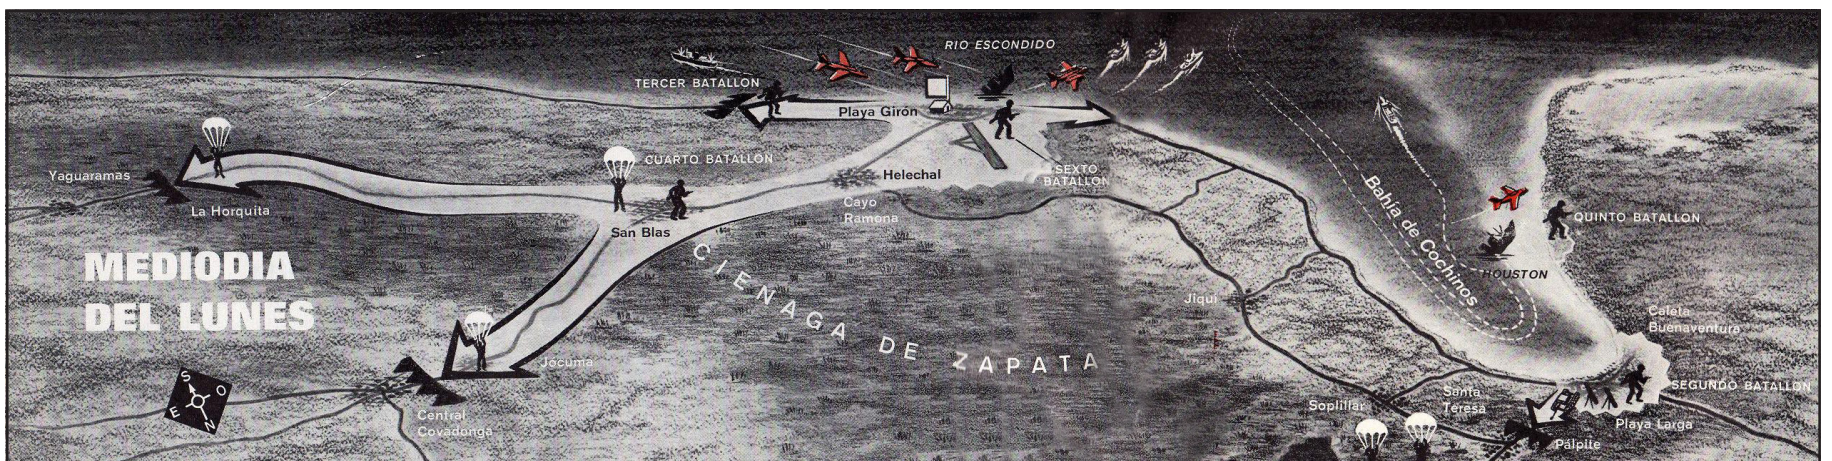 RIO ESCONDIDO
TERCER BATALLON
Playa Girón
CUARTO BATALLON
Yaguaramas
La Horquita
Helechal
SEXTO
BATALLON
Cayo
Ramona
San Blas
MEDIODIA
DEL LUNES
CIENAGA DE ZAPATA
Bahía de Cochinos
QUINTO BATALLON
HOUSTON
Jiquí
Caleta
Buenaventura
Jocuma
S
O
E
N
Central
Covadonga
Soplillar
Santa
Teresa
SEGUNDO BATALLON
Playa Larga
Pálpite